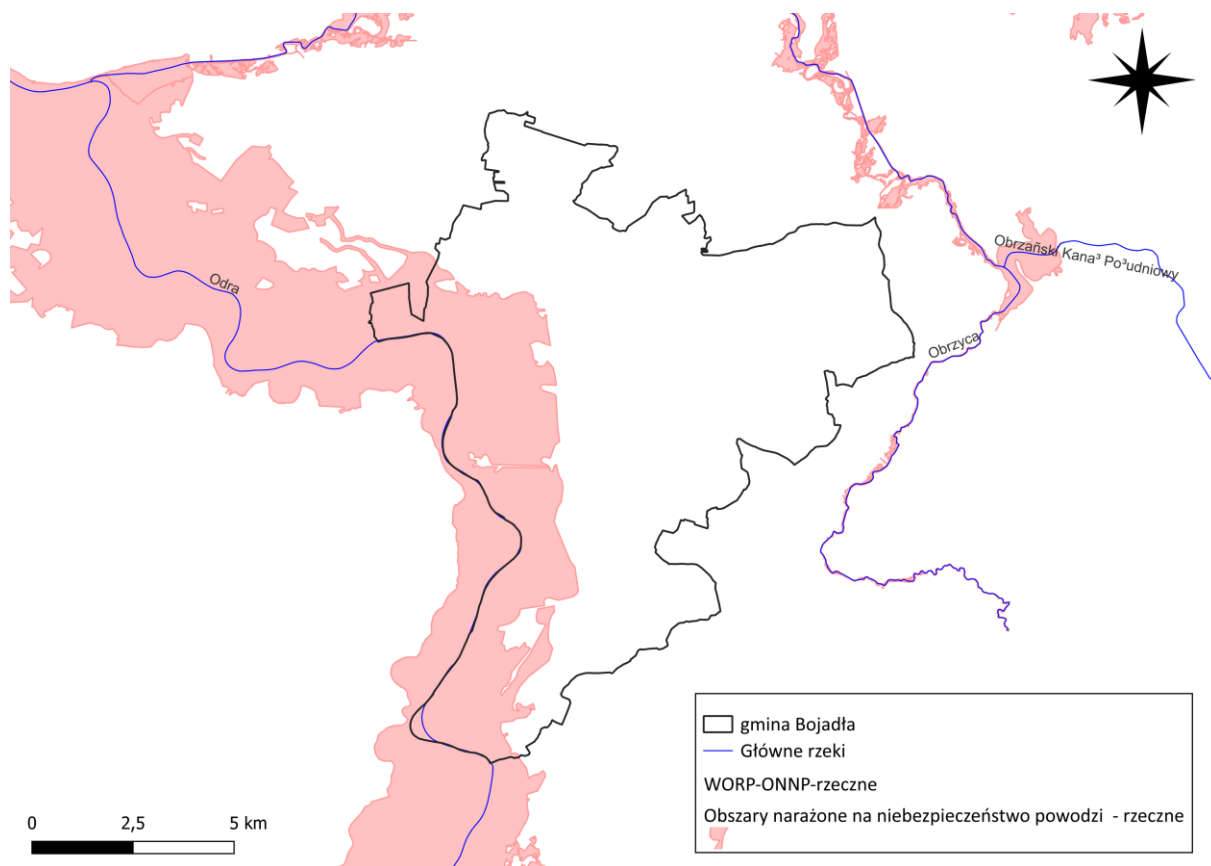 Obrzañski Kana³ Po³udniowy
Odra
Obrzyca
gmina Bojadła
Główne rzeki
WORP-ONNP-rzeczne
Obszary narażone na niebezpieczeństwo powodzi - rzeczne
0 2,5 5 km